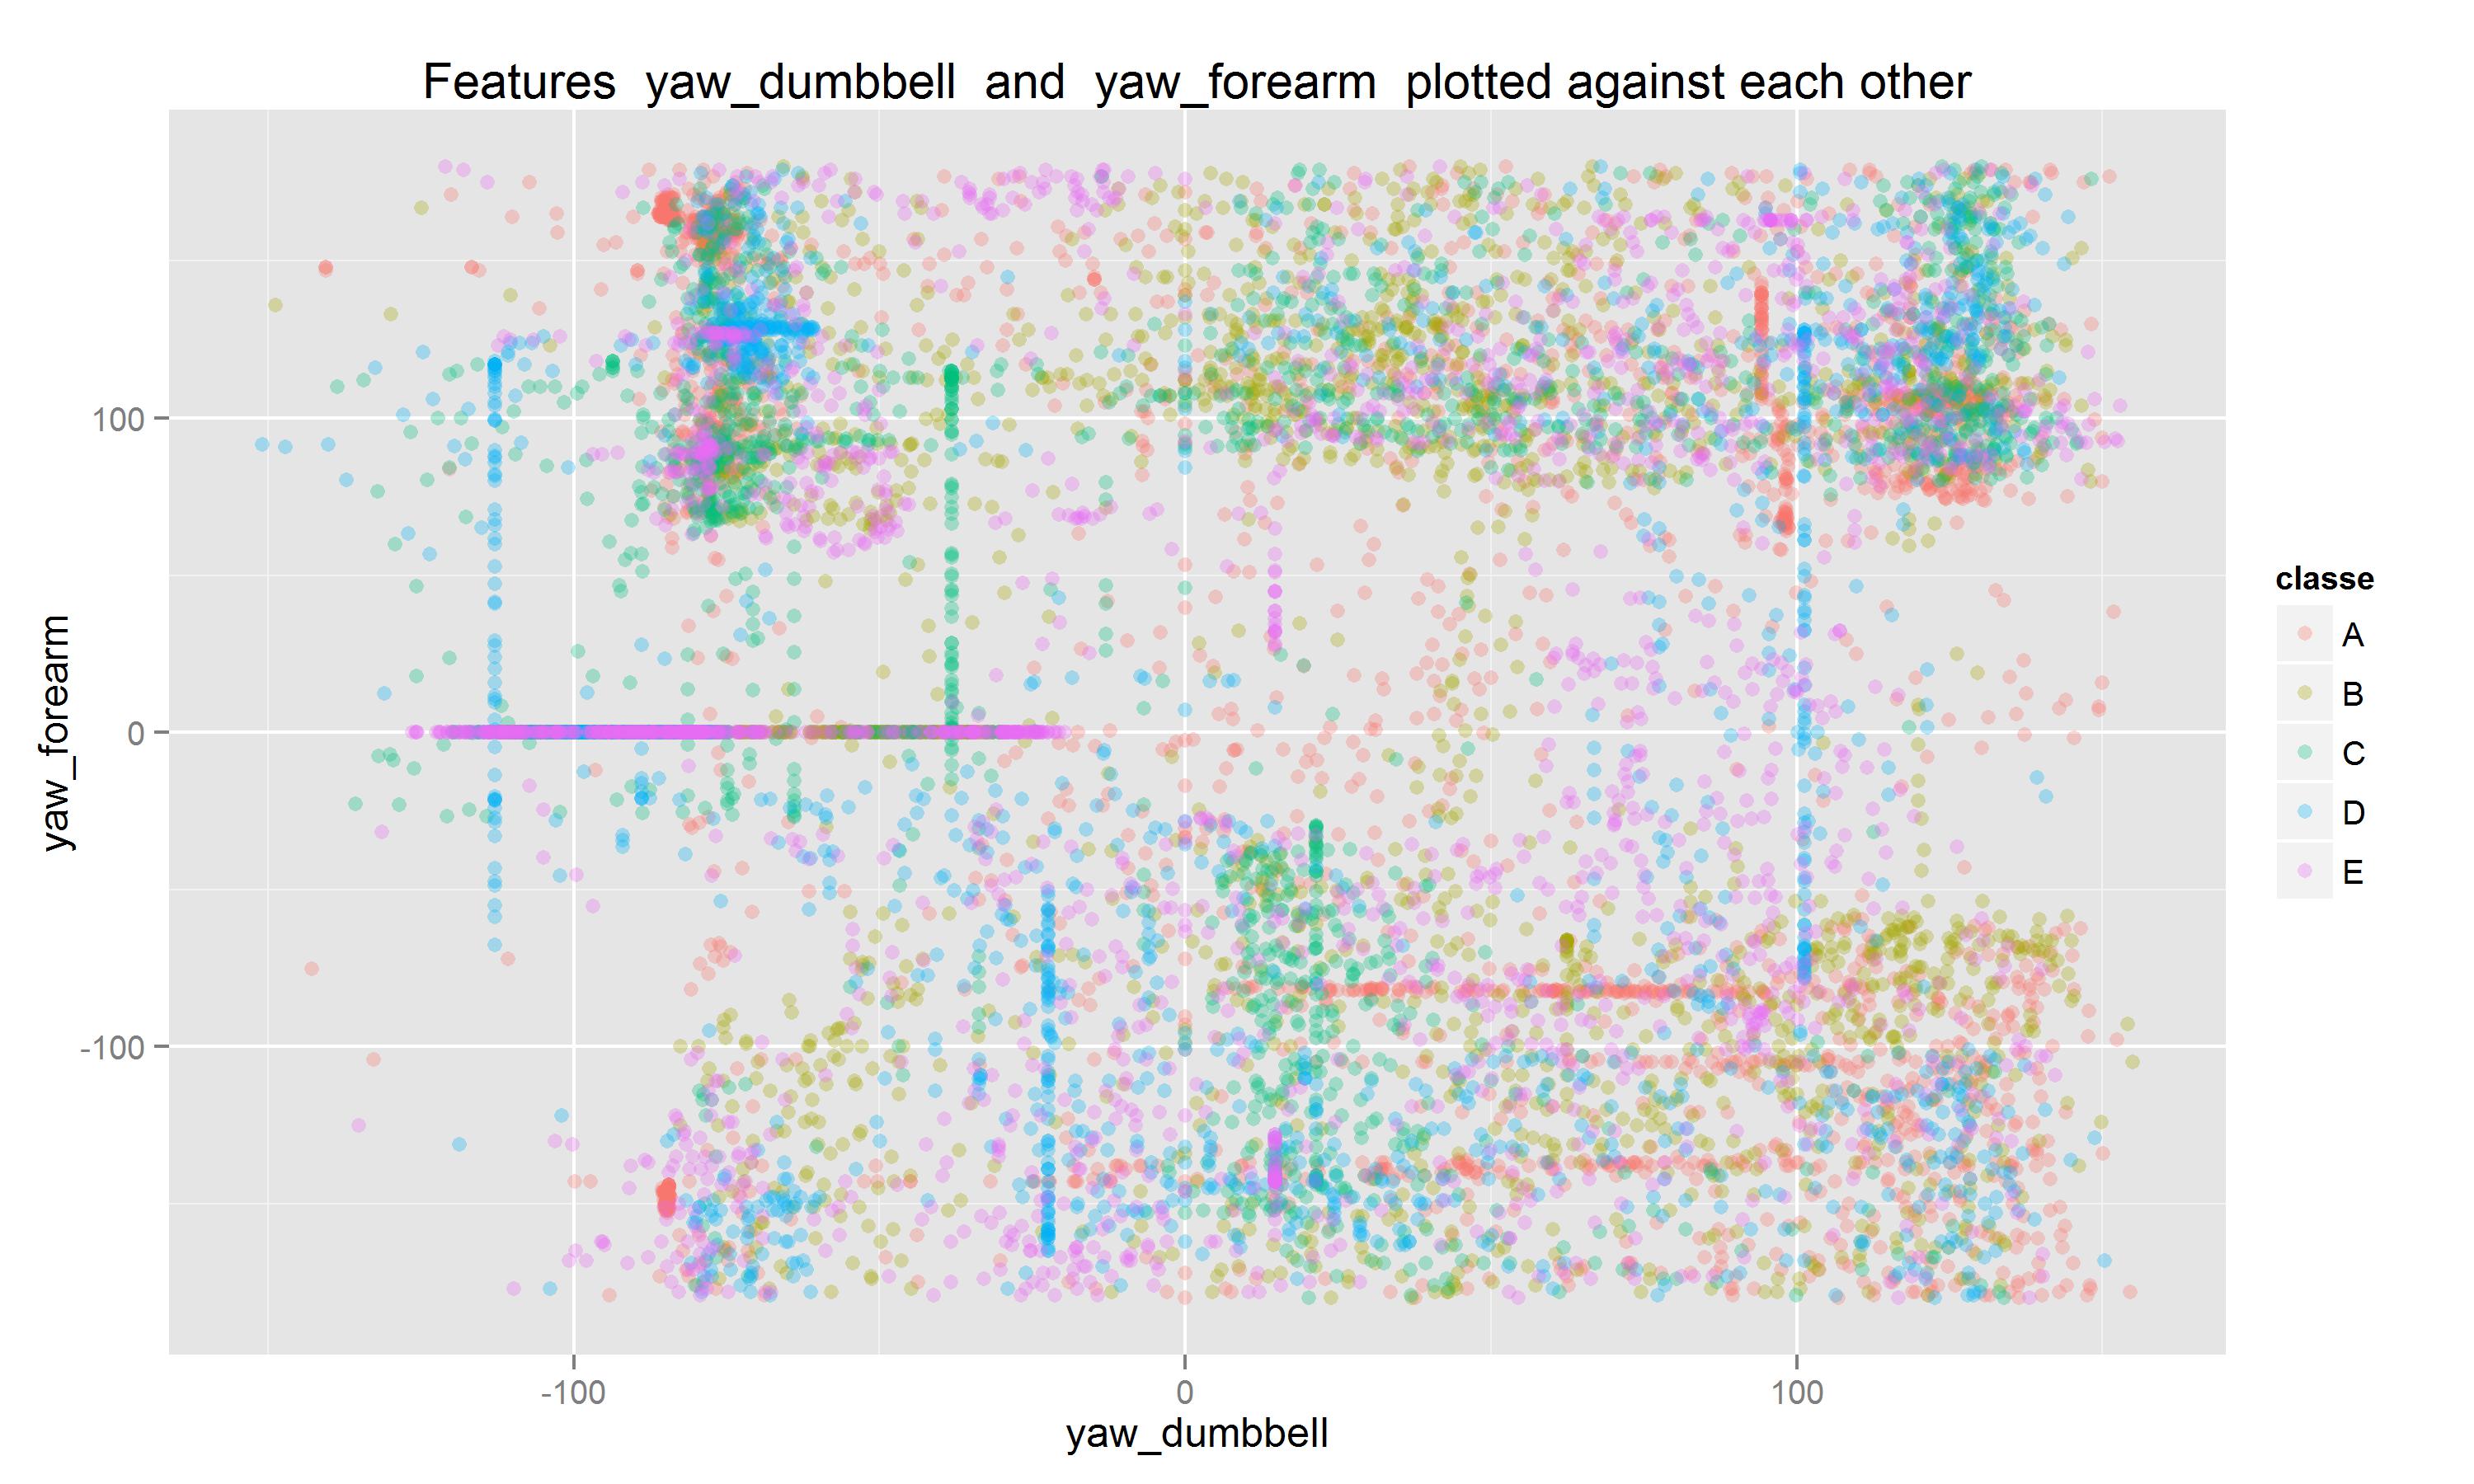 Features yaw_dumbbell and yaw_forearm plotted against each other
100
0
-100
yaw_forearm
-100
0
100
yaw_dumbbell
classe
A
B
C
D
E